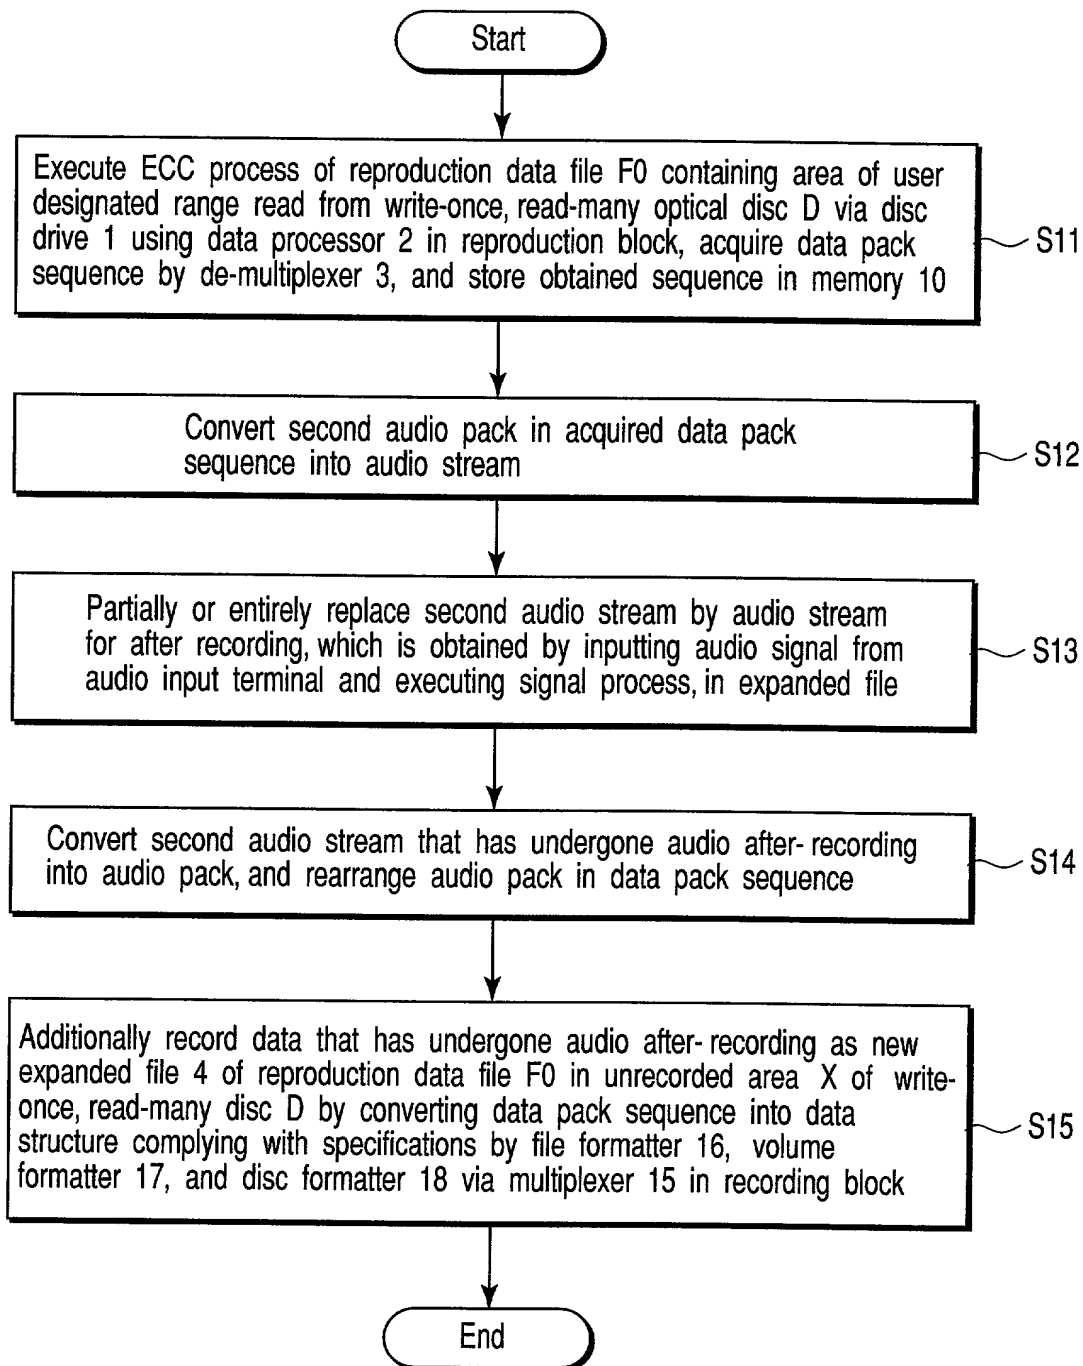 Start
Execute ECC process of reproduction data file F0 containing area of user
designated range read from write-once, read-many optical disc D via disc
drive 1 using data processor 2 in reproduction block, acquire data pack
sequence by de-multiplexer 3, and store obtained sequence in memory 10
S11
Convert second audio pack in acquired data pack
sequence into audio stream
S12
Partially or entirely replace second audio stream by audio stream
for after recording, which is obtained by inputting audio signal from
audio input terminal and executing signal process, in expanded file
S13
Convert second audio stream that has undergone audio after-recording
into audio pack, and rearrange audio pack in data pack sequence
S14
Additionally record data that has undergone audio after-recording as new
expanded file 4 of reproduction data file F0 in unrecorded area X of write-
once, read-many disc D by converting data pack sequence into data
structure complying with specifications by file formatter 16, volume
formatter 17, and disc formatter 18 via multiplexer 15 in recording block
S15
End